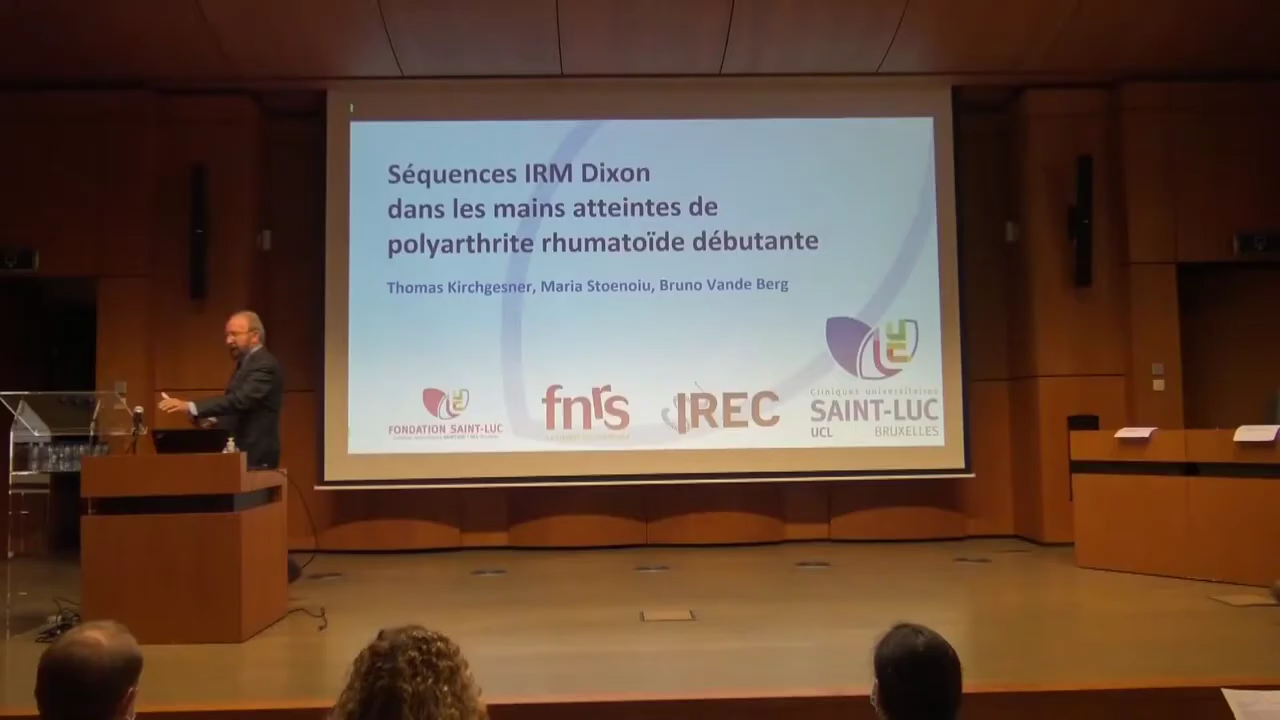 Séquences IRM Dixon
dans les mains atteintes de
polyarthrite rhumatoïde débutante
Thomas Kirchgesner, Maria Stoenoiu, Bruno Vande Berg
FONDATION SAINT-LUC
fnrs
IREC
Cliniques universitaires
SAINT-LUC
UCL BRUXELLES